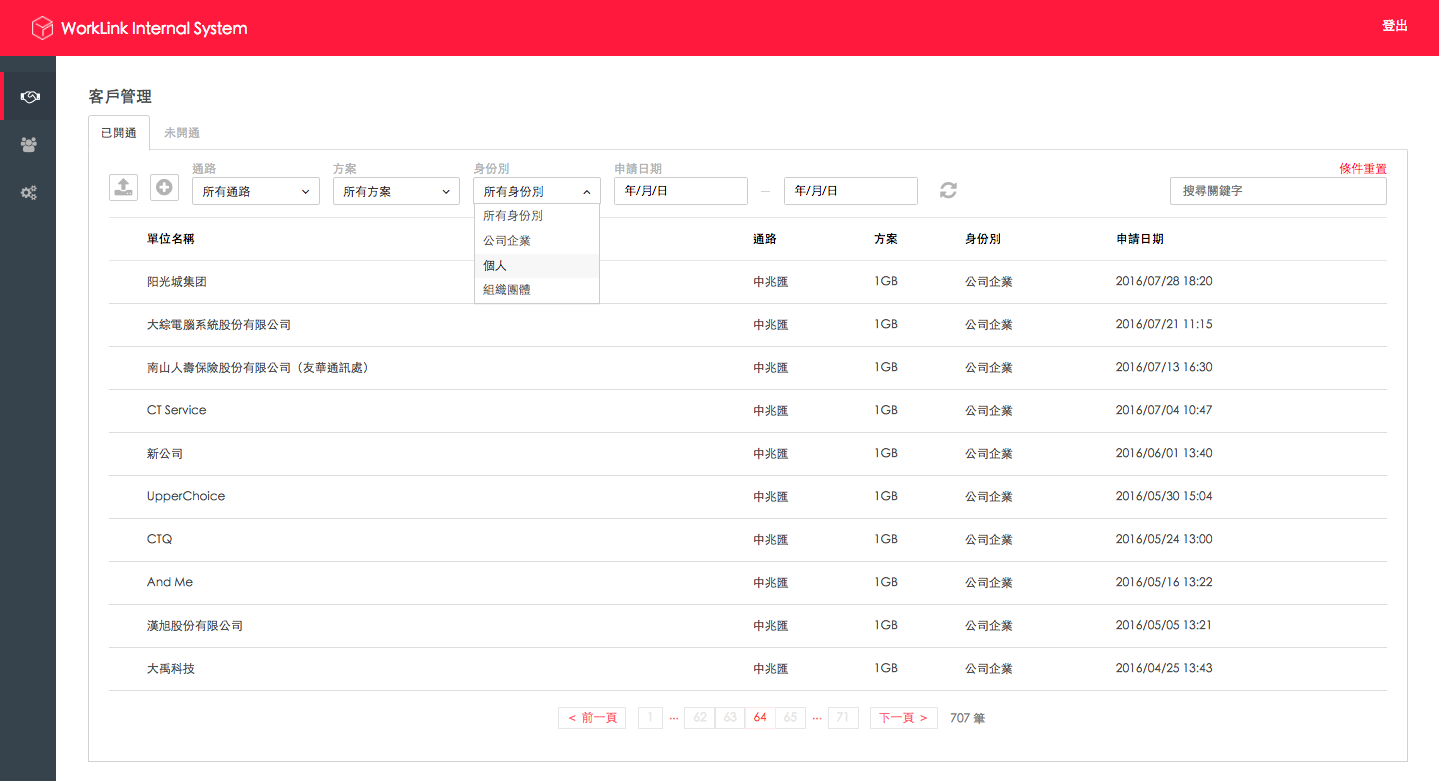 WorkLink Internal System
登出
客戶管理
已開通 未開通
通路 方案 身份別 申請日期 條件重置
所有通路 所有方案 所有身份別 年/月/日 – 年/月/日 搜尋關鍵字
所有身份別
公司企業
個人
組織團體
單位名稱 通路 方案 身份別 申請日期
阳光城集团 中兆匯 1GB 公司企業 2016/07/28 18:20
大綜電腦系統股份有限公司 中兆匯 1GB 公司企業 2016/07/21 11:15
南山人壽保險股份有限公司（友華通訊處） 中兆匯 1GB 公司企業 2016/07/13 16:30
CT Service 中兆匯 1GB 公司企業 2016/07/04 10:47
新公司 中兆匯 1GB 公司企業 2016/06/01 13:40
UpperChoice 中兆匯 1GB 公司企業 2016/05/30 15:04
CTQ 中兆匯 1GB 公司企業 2016/05/24 13:00
And Me 中兆匯 1GB 公司企業 2016/05/16 13:22
漢旭股份有限公司 中兆匯 1GB 公司企業 2016/05/05 13:21
大禹科技 中兆匯 1GB 公司企業 2016/04/25 13:43
< 前一頁 1 ... 62 63 64 65 ... 71 下一頁 > 707 筆